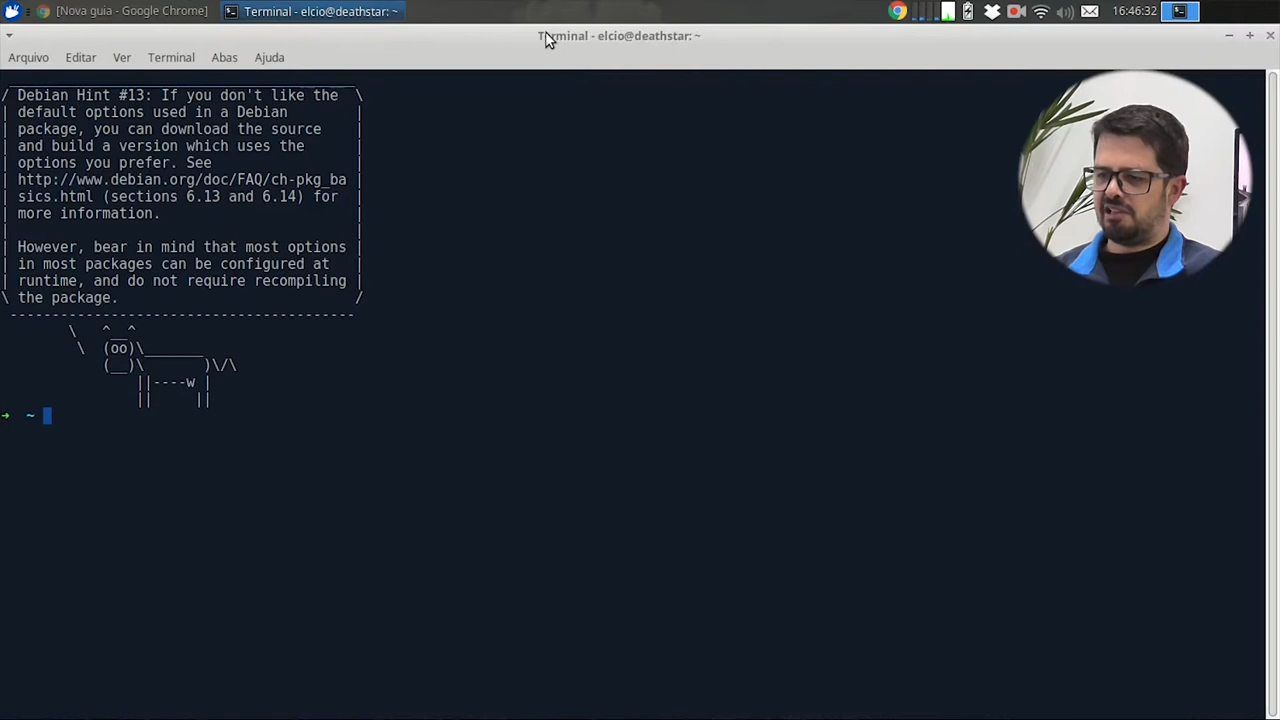 [Nova guia - Google Chrome]
Terminal - elcio@deathstar: ~
16:46:32
Terminal - elcio@deathstar: ~
Arquivo Editar Ver Terminal Abas Ajuda
/ Debian Hint #13: If you don't like the \
| default options used in a Debian |
| package, you can download the source |
| and build a version which uses the |
| options you prefer. See |
| http://www.debian.org/doc/FAQ/ch-pkg_ba |
| sics.html (sections 6.13 and 6.14) for |
| more information. |
| |
| However, bear in mind that most options |
| in most packages can be configured at |
| runtime, and do not require recompiling |
\ the package. /
----------------------------------------
\ ^__^
\ (oo)\_______
(__)\ )\/\
||----w |
|| ||
➜ ~